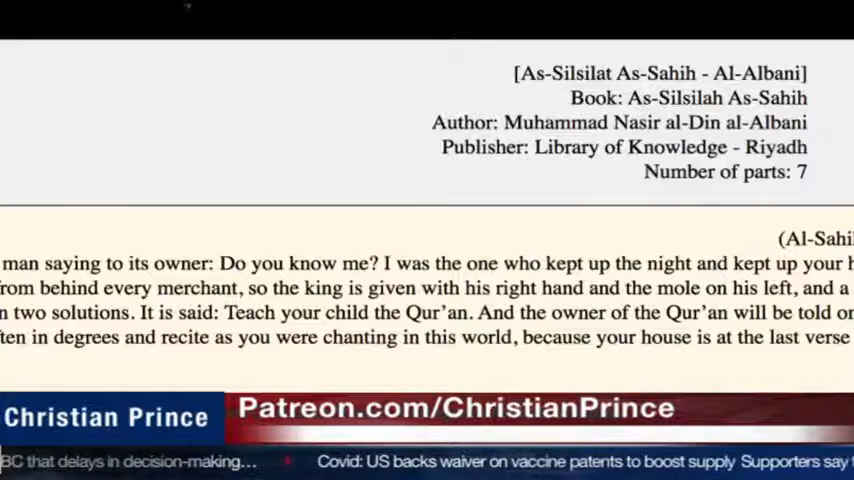 [As-Silsilat As-Sahih - Al-Albani]
Book: As-Silsilah As-Sahih
Author: Muhammad Nasir al-Din al-Albani
Publisher: Library of Knowledge - Riyadh
Number of parts: 7
(Al-Sahi
man saying to its owner: Do you know me? I was the one who kept up the night and kept up your h
from behind every merchant, so the king is given with his right hand and the mole on his left, and a
n two solutions. It is said: Teach your child the Qur'an. And the owner of the Qur'an will be told o
ten in degrees and recite as you were chanting in this world, because your house is at the last verse
Christian Prince
Patreon.com/ChristianPrince
BC that delays in decision-making... Covid: US backs waiver on vaccine patents to boost supply Supporters say